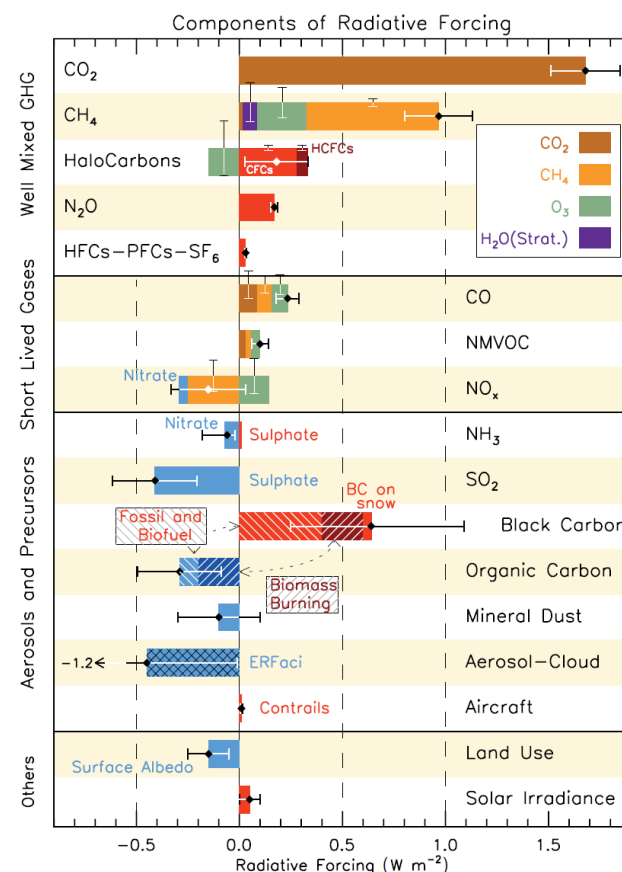 Components of Radiative Forcing
Well Mixed GHG
CO₂
CH₄
HaloCarbons
CFCs
HCFCs
N₂O
HFCs–PFCs–SF₆
CO₂
CH₄
O₃
H₂O(Strat.)
Short Lived Gases
CO
NMVOC
Nitrate
NOₓ
Aerosols and Precursors
Nitrate
Sulphate
NH₃
Sulphate
SO₂
BC on
snow
Black Carbon
Fossil and
Biofuel
Organic Carbon
Biomass
Burning
Mineral Dust
-1.2
ERFaci
Aerosol–Cloud
Contrails
Aircraft
Others
Surface Albedo
Land Use
Solar Irradiance
-0.5
0.0
0.5
1.0
1.5
Radiative Forcing (W m⁻²)